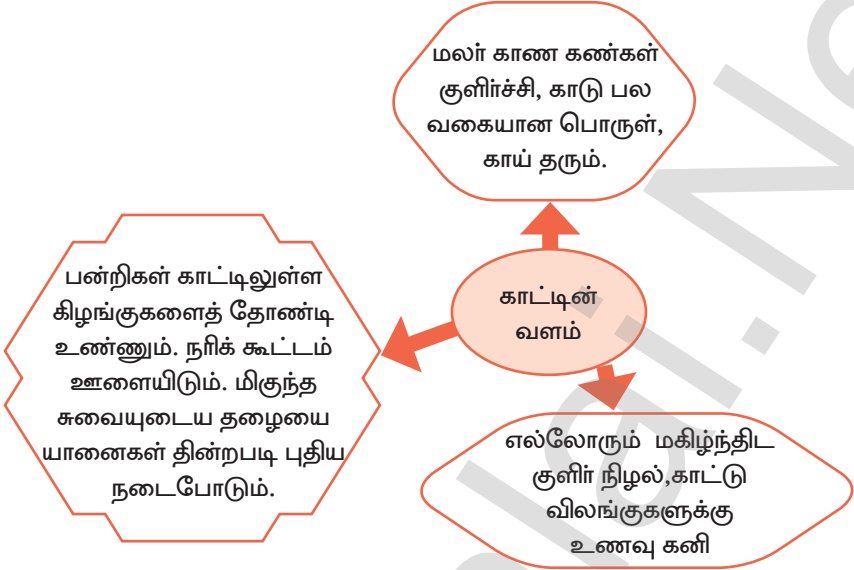 மலர் காண கண்கள்
குளிர்ச்சி, காடு பல
வகையான பொருள்,
காய் தரும்.
காட்டின்
வளம்
பன்றிகள் காட்டிலுள்ள
கிழங்குகளைத் தோண்டி
உண்ணும். நரிக் கூட்டம்
ஊளையிடும். மிகுந்த
சுவையுடைய தழையை
யானைகள் தின்றபடி புதிய
நடைபோடும்.
எல்லோரும் மகிழ்ந்திட
குளிர் நிழல்,காட்டு
விலங்குகளுக்கு
உணவு கனி